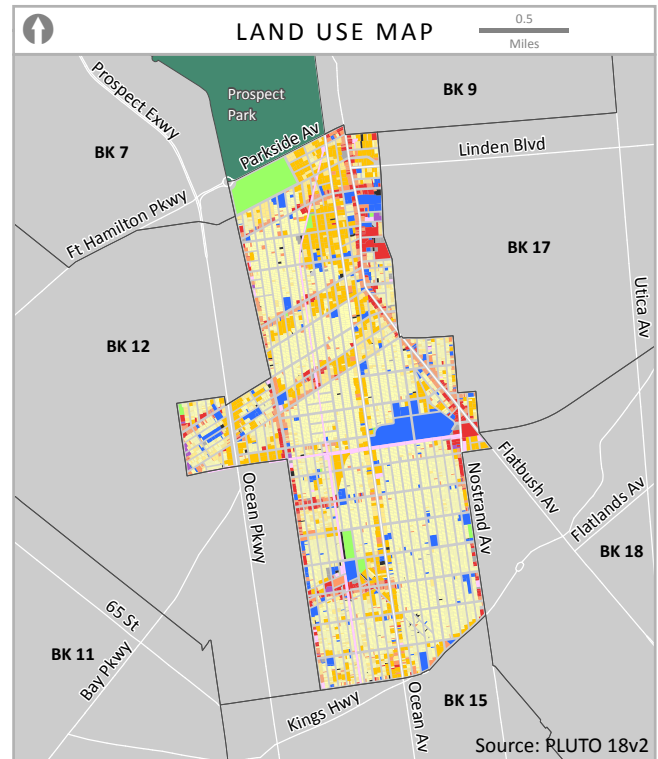 LAND USE MAP
0.5
Miles
Prospect Expwy
Prospect
Park
BK 9
BK 7
Parkside Av
Linden Blvd
Ft Hamilton Pkwy
BK 17
Utica Av
BK 12
Flatbush Av
Nostrand Av
Ocean Pkwy
Flatlands Av
BK 18
65 St
BK 11
Bay Pkwy
Kings Hwy
Ocean Av
BK 15
Source: PLUTO 18v2